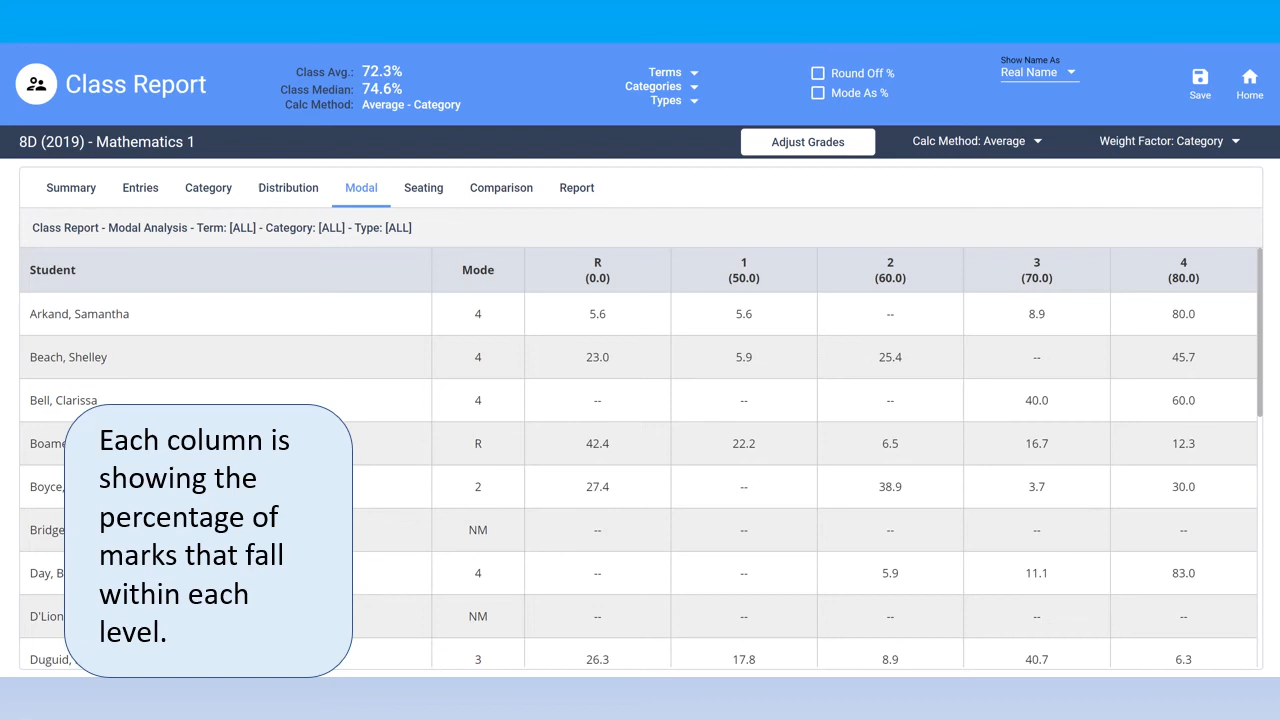 Class Report
Class Avg.: 72.3%
Class Median: 74.6%
Calc Method: Average - Category
Terms
Categories
Types
Round Off %
Mode As %
Show Name As
Real Name
Save
Home
8D (2019) - Mathematics 1
Adjust Grades
Calc Method: Average
Weight Factor: Category
Summary Entries Category Distribution Modal Seating Comparison Report
Class Report - Modal Analysis - Term: [ALL] - Category: [ALL] - Type: [ALL]
Student Mode R 1 2 3 4
(0.0) (50.0) (60.0) (70.0) (80.0)
Arkand, Samantha 4 5.6 5.6 -- 8.9 80.0
Beach, Shelley 4 23.0 5.9 25.4 -- 45.7
Bell, Clarissa 4 -- -- -- 40.0 60.0
Boame R 42.4 22.2 6.5 16.7 12.3
Boyce, 2 27.4 -- 38.9 3.7 30.0
Bridge NM -- -- -- -- --
Day, B 4 -- -- 5.9 11.1 83.0
D'Lion NM -- -- -- -- --
Duguid, 3 26.3 17.8 8.9 40.7 6.3
Each column is
showing the
percentage of
marks that fall
within each
level.